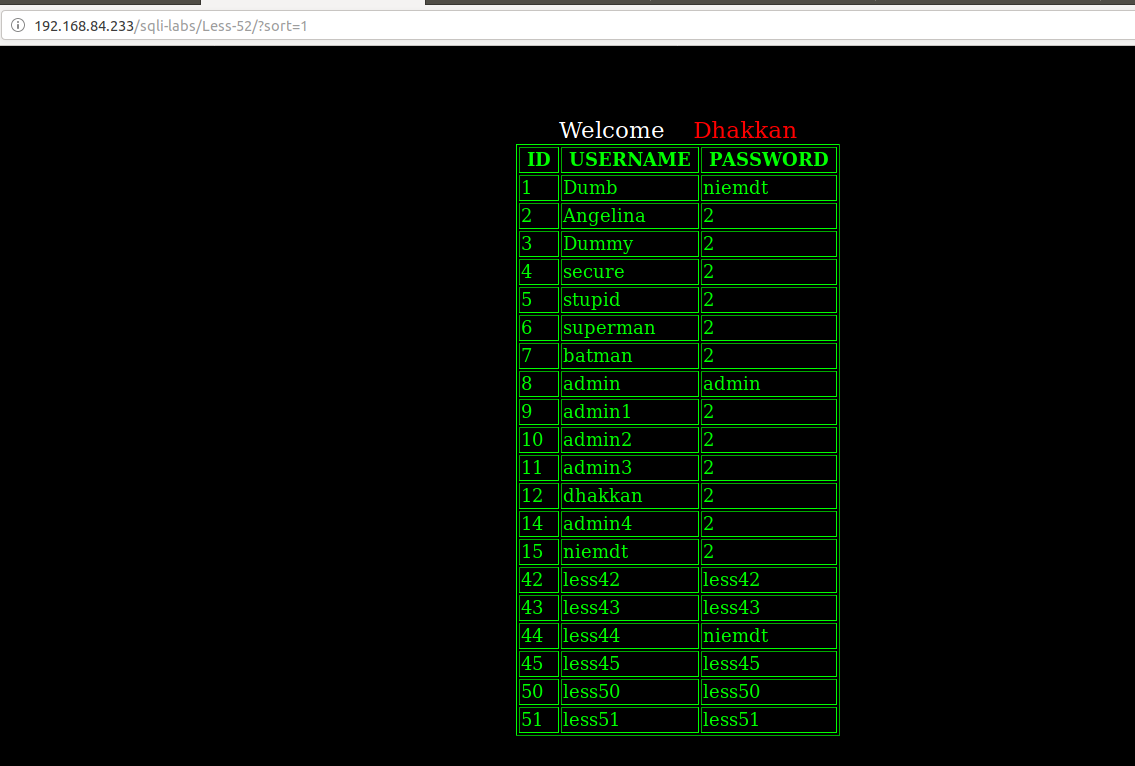 192.168.84.233/sqli-labs/Less-52/?sort=1
Welcome Dhakkan
ID USERNAME PASSWORD
1 Dumb niemdt
2 Angelina 2
3 Dummy 2
4 secure 2
5 stupid 2
6 superman 2
7 batman 2
8 admin admin
9 admin1 2
10 admin2 2
11 admin3 2
12 dhakkan 2
14 admin4 2
15 niemdt 2
42 less42 less42
43 less43 less43
44 less44 niemdt
45 less45 less45
50 less50 less50
51 less51 less51